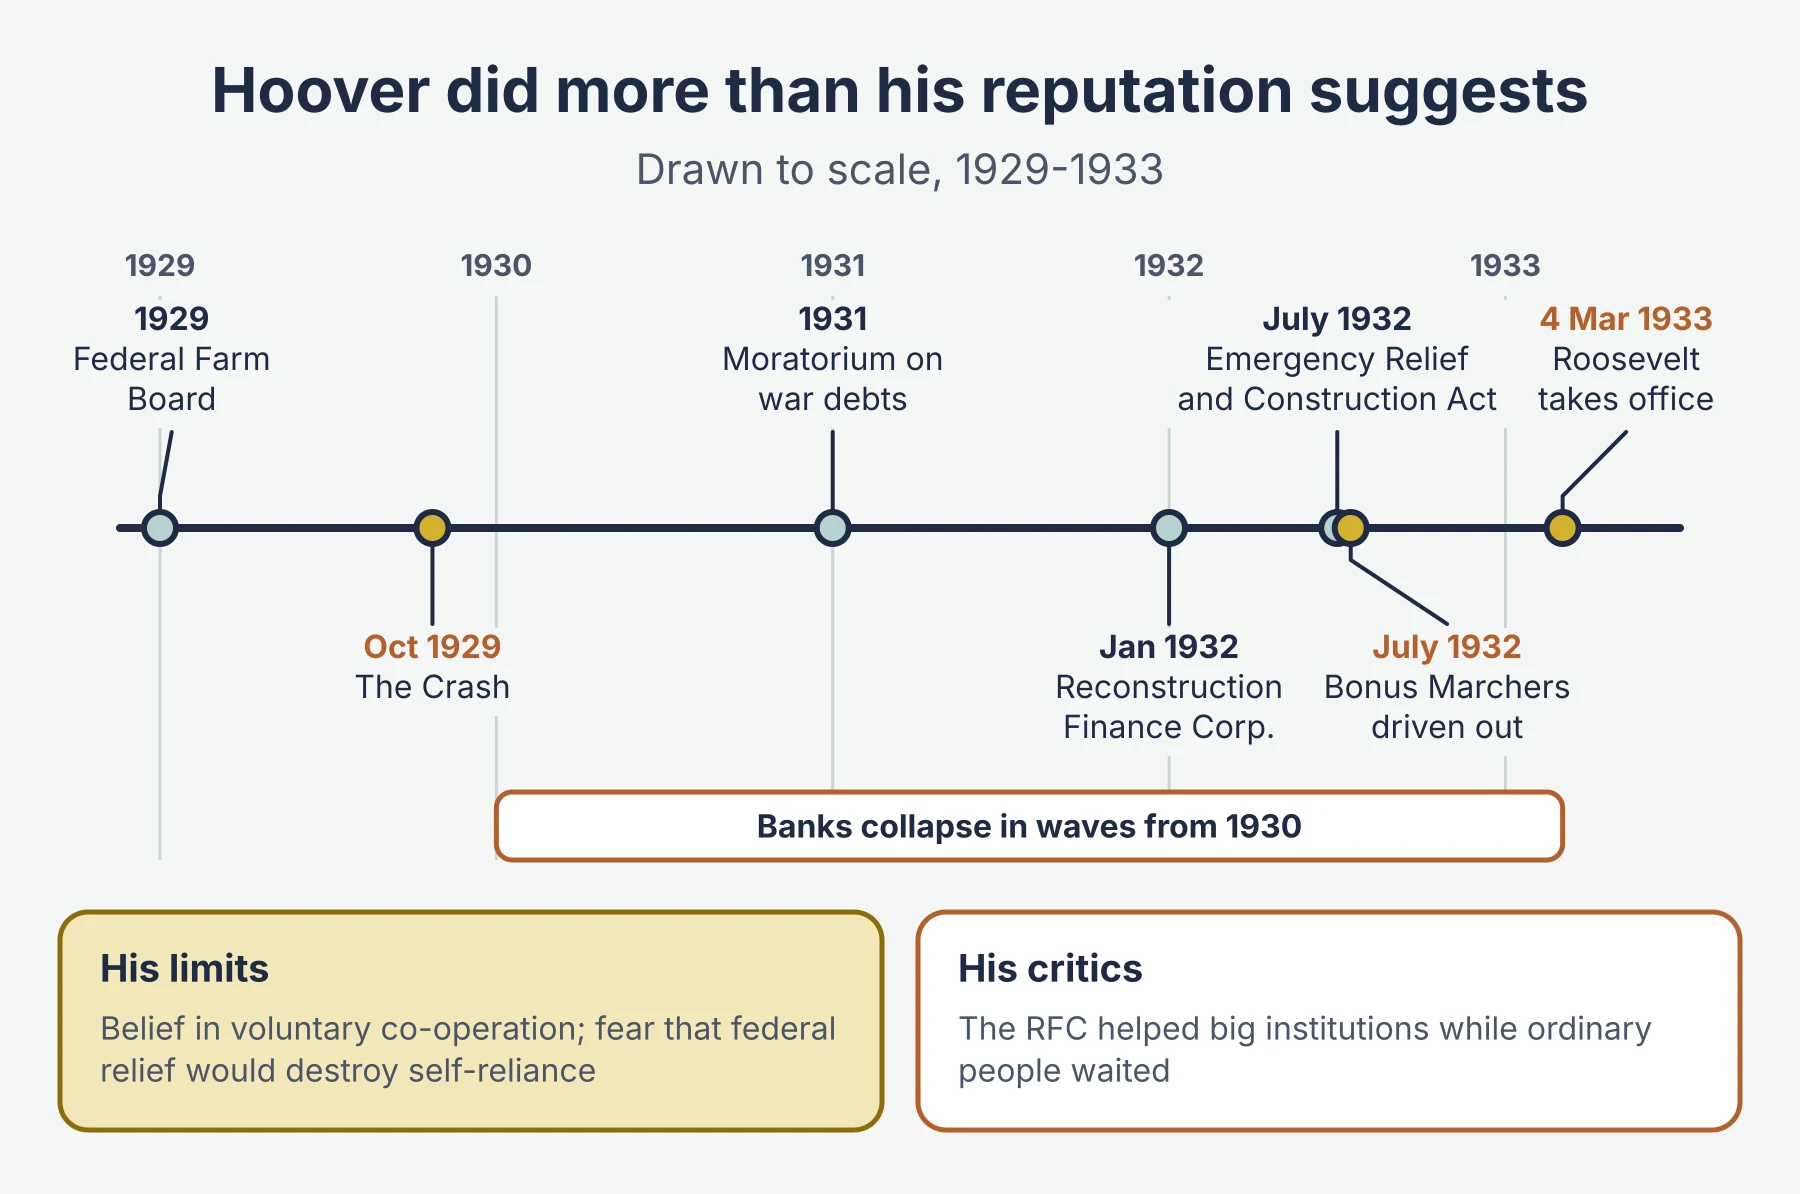 Hoover did more than his reputation suggests
Drawn to scale, 1929-1933
1929
1930
1931
1932
1933
1929
Federal Farm
Board
1931
Moratorium on
war debts
July 1932
Emergency Relief
and Construction Act
4 Mar 1933
Roosevelt
takes office
Oct 1929
The Crash
Jan 1932
Reconstruction
Finance Corp.
July 1932
Bonus Marchers
driven out
Banks collapse in waves from 1930
His limits
Belief in voluntary co-operation; fear that federal
relief would destroy self-reliance
His critics
The RFC helped big institutions while ordinary
people waited